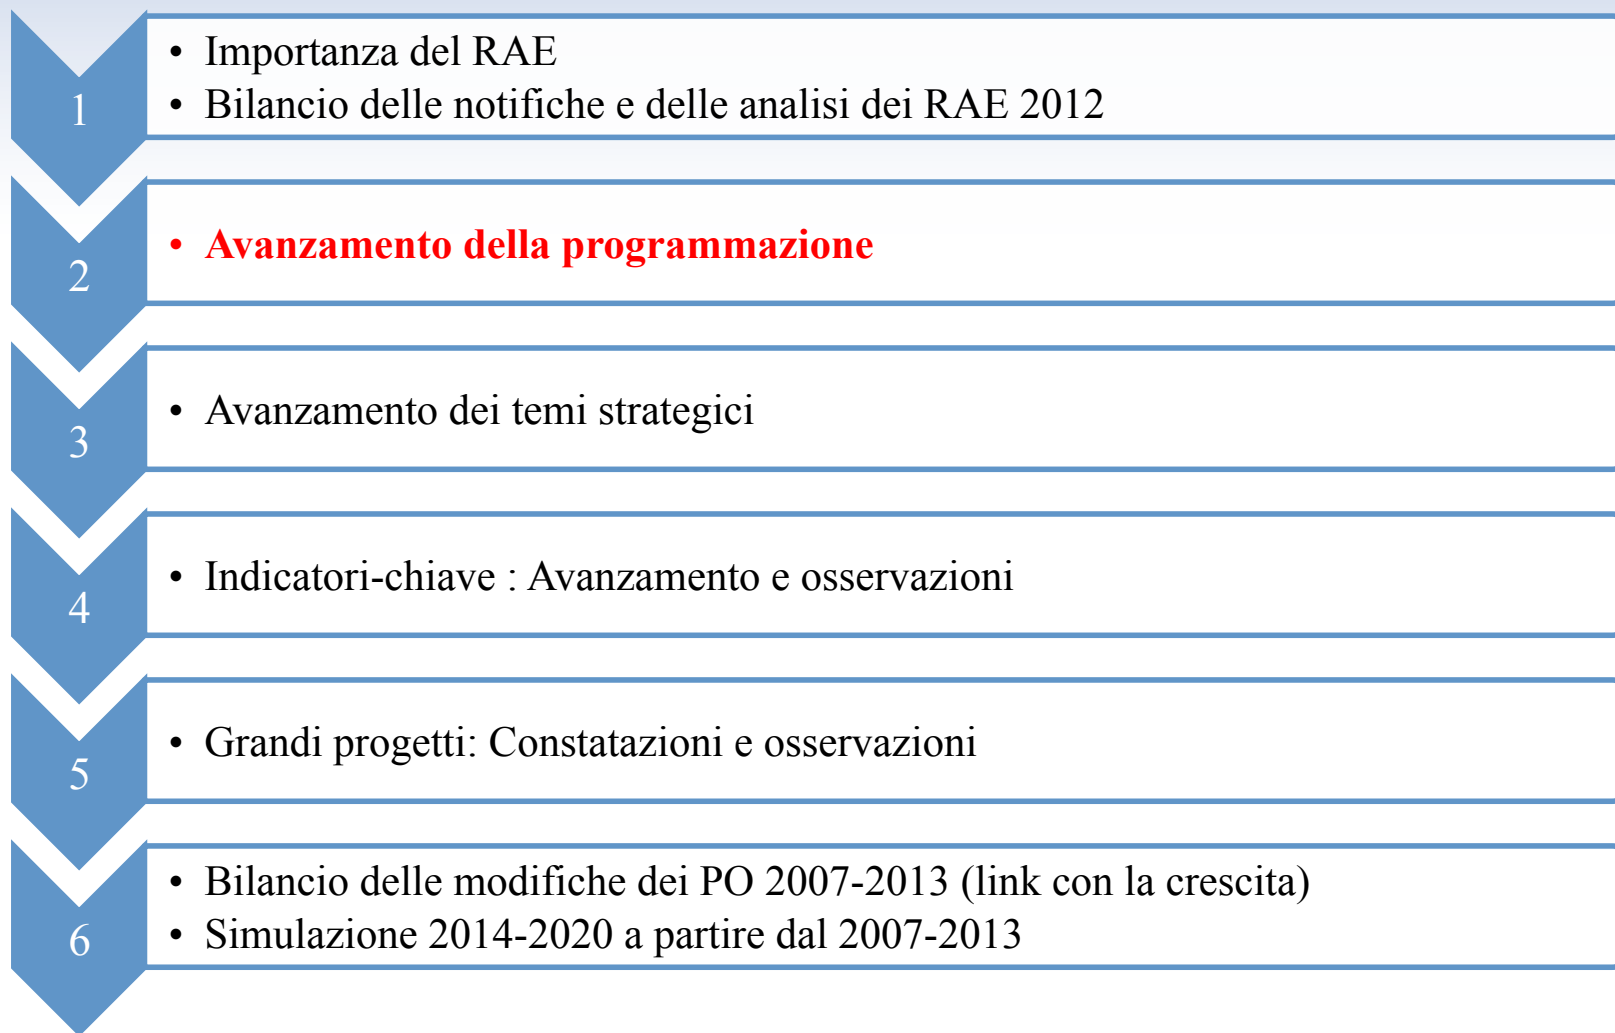 1
• Importanza del RAE
• Bilancio delle notifiche e delle analisi dei RAE 2012
2
• Avanzamento della programmazione
3
• Avanzamento dei temi strategici
4
• Indicatori-chiave : Avanzamento e osservazioni
5
• Grandi progetti: Constatazioni e osservazioni
6
• Bilancio delle modifiche dei PO 2007-2013 (link con la crescita)
• Simulazione 2014-2020 a partire dal 2007-2013